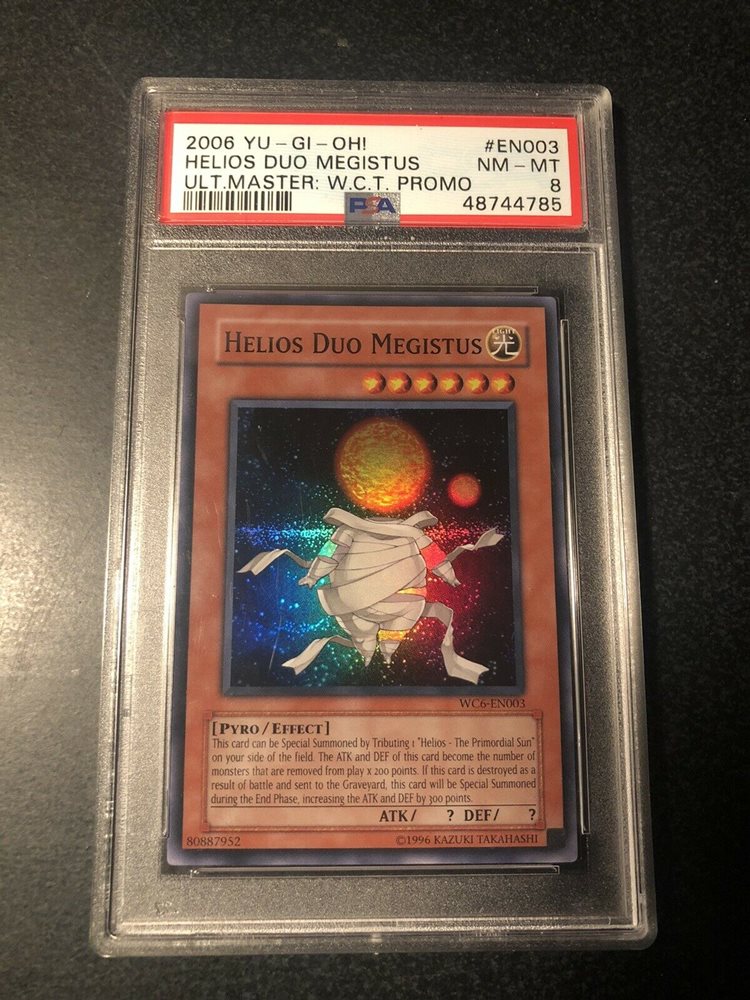 2006 YU-GI-OH! #EN003
HELIOS DUO MEGISTUS NM-MT
ULT.MASTER: W.C.T. PROMO 8
PSA 48744785
HELIOS DUO MEGISTUS
LIGHT
光
WC6-EN003
[PYRO/EFFECT]
This card can be Special Summoned by Tributing 1 "Helios - The Primordial Sun"
on your side of the field. The ATK and DEF of this card become the number of
monsters that are removed from play x 200 points. If this card is destroyed as a
result of battle and sent to the Graveyard, this card will be Special Summoned
during the End Phase, increasing the ATK and DEF by 300 points.
ATK/ ? DEF/ ?
80887952 ©1996 KAZUKI TAKAHASHI